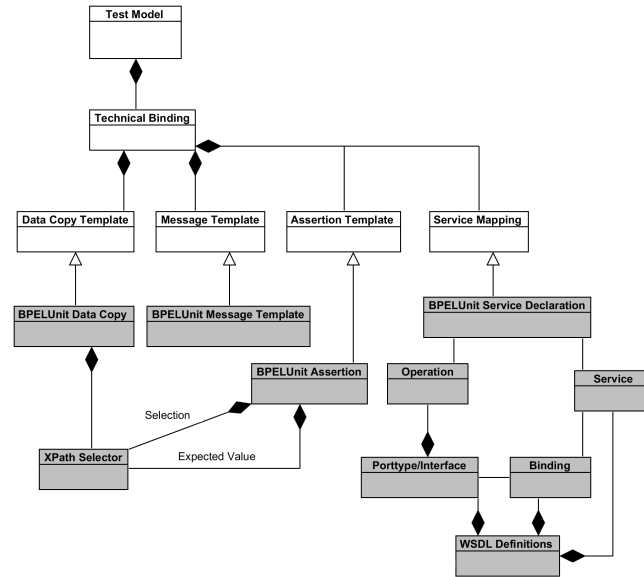 Test Model
Technical Binding
Data Copy Template
Message Template
Assertion Template
Service Mapping
BPELUnit Data Copy
BPELUnit Message Template
BPELUnit Service Declaration
BPELUnit Assertion
Operation
Service
Selection
XPath Selector
Expected Value
Porttype/Interface
Binding
WSDL Definitions